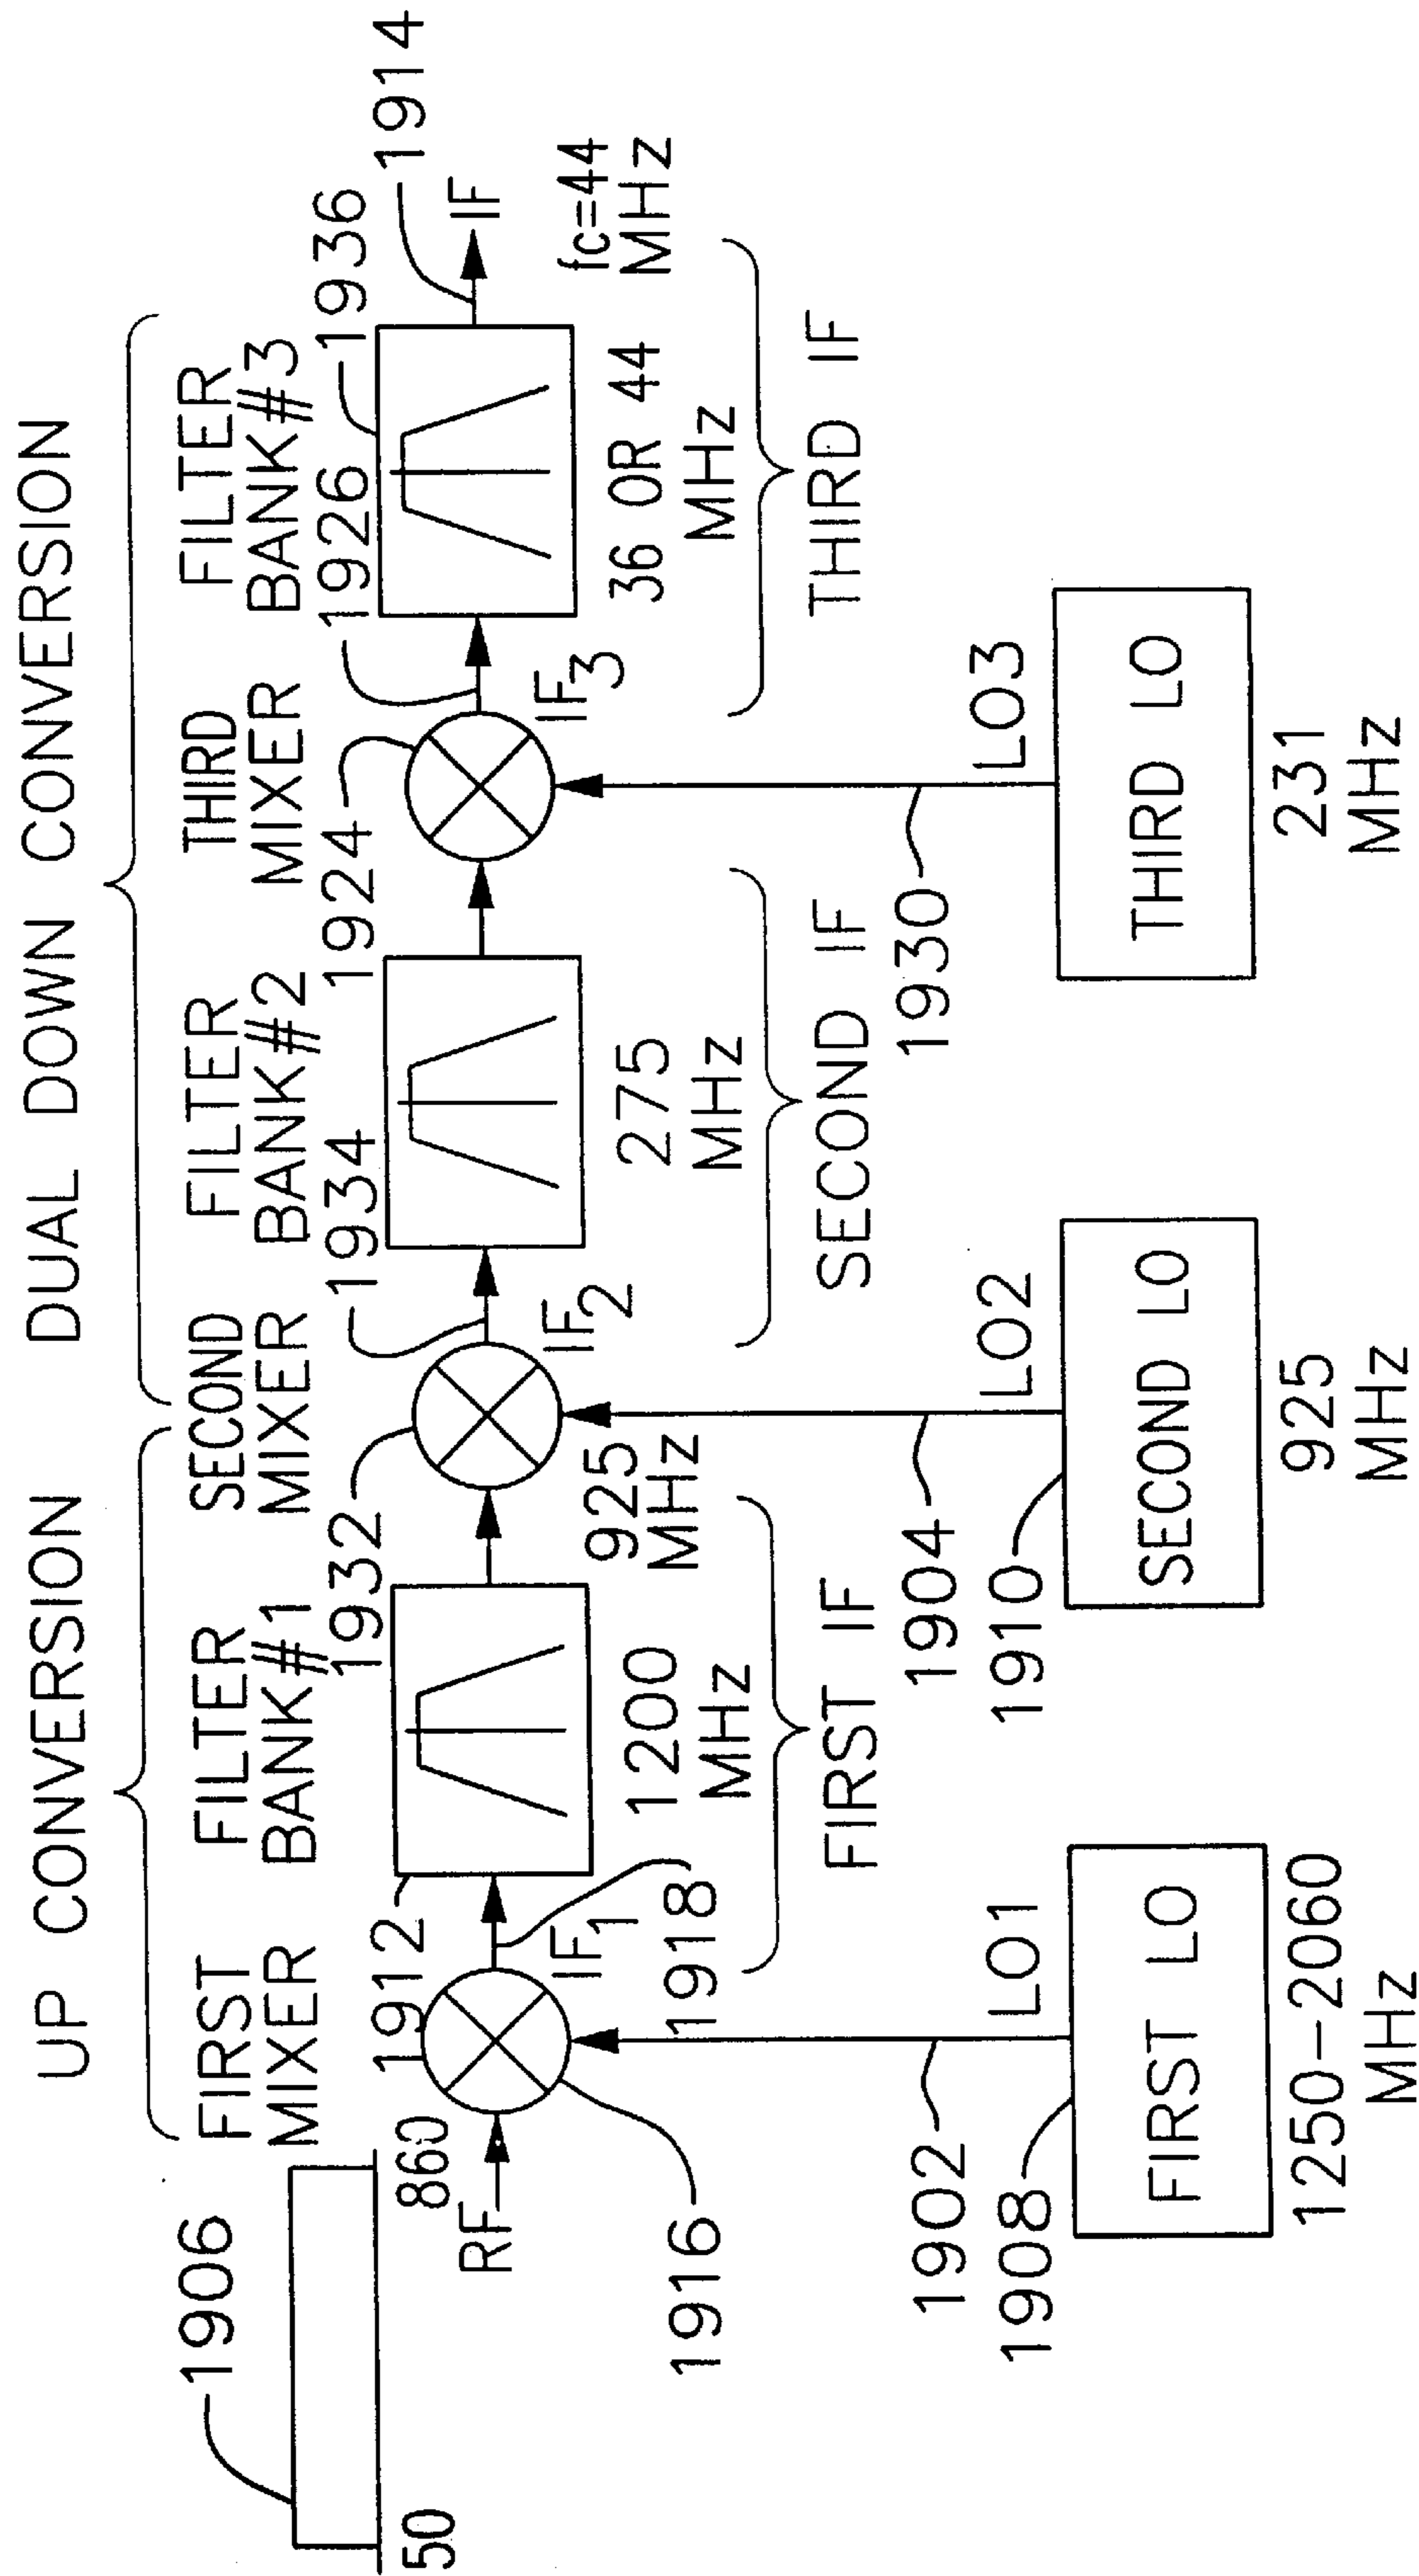 UP CONVERSION
DUAL DOWN CONVERSION
1906
FIRST
MIXER
FILTER
BANK#1
SECOND
MIXER
FILTER
BANK#2
THIRD
MIXER
FILTER
BANK#3
1912
1932
1934
1924
1926
1936
1914
50
860
RF
IF1
IF2
IF3
IF
1916
1918
1200
MHz
925
MHz
275
MHz
36 OR 44
MHz
fc=44
MHz
FIRST IF
SECOND IF
THIRD IF
1902
LO1
1904
LO2
1930
LO3
1908
1910
FIRST LO
SECOND LO
THIRD LO
1250-2060
MHz
925
MHz
231
MHz